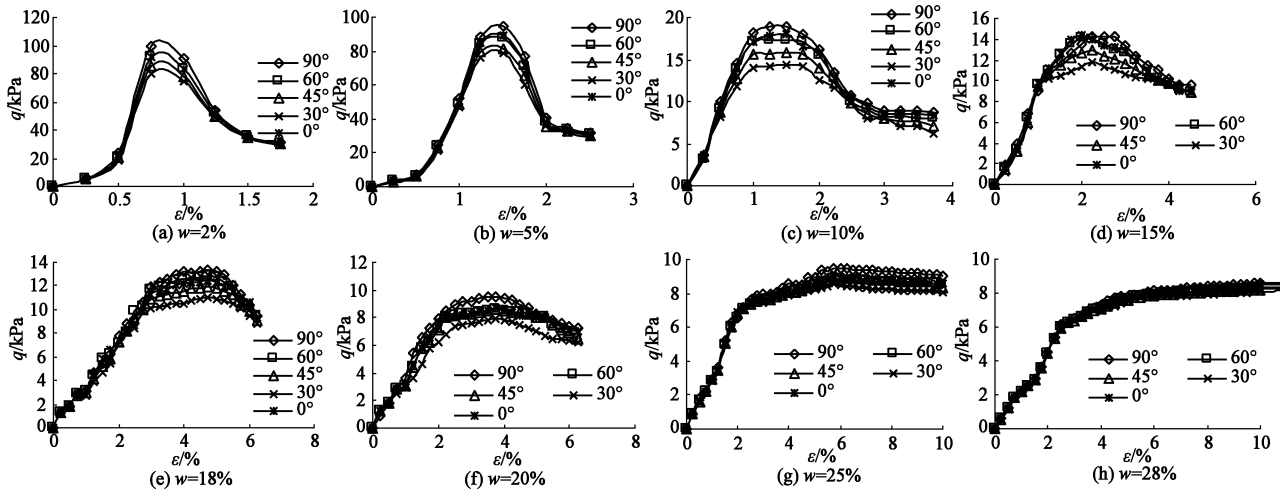 q/kPa
120
100
80
60
40
20
0
90°
60°
45°
30°
0°
0 0.5 1 1.5 2
ε/%
(a) w=2%
q/kPa
100
80
60
40
20
0
90°
60°
45°
30°
0°
0 1 2 3
ε/%
(b) w=5%
q/kPa
20
15
10
5
0
90°
60°
45°
30°
0°
0 1 2 3 4
ε/%
(c) w=10%
q/kPa
16
14
12
10
8
6
4
2
0
90° 60°
45° 30°
0°
0 2 4 6
ε/%
(d) w=15%
q/kPa
14
12
10
8
6
4
2
0
90°
60°
45°
30°
0°
0 2 4 6 8
ε/%
(e) w=18%
q/kPa
12
10
8
6
4
2
0
90° 60°
45° 30°
0°
0 2 4 6 8
ε/%
(f) w=20%
q/kPa
10
8
6
4
2
0
90° 60°
45° 30°
0°
0 2 4 6 8 10
ε/%
(g) w=25%
q/kPa
10
8
6
4
2
0
90° 60°
45° 30°
0°
0 2 4 6 8 10
ε/%
(h) w=28%